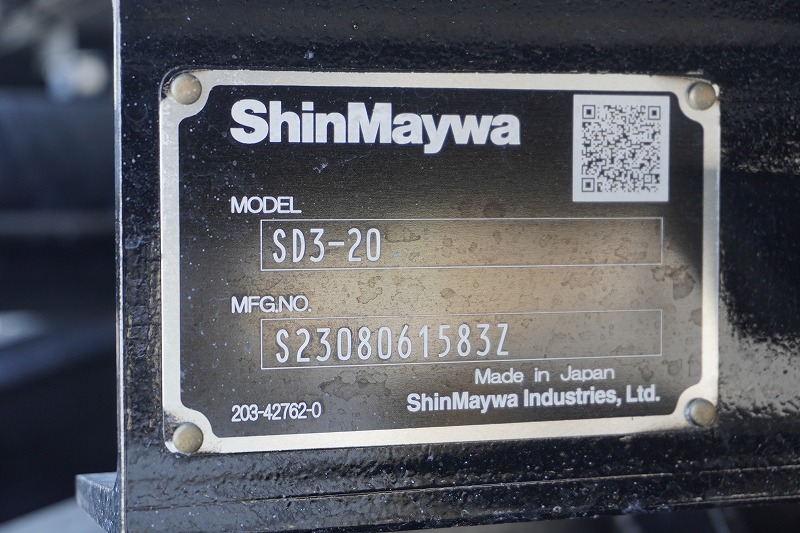 ShinMaywa
MODEL
SD3-20
MFG.NO.
S2308061583Z
Made in Japan
203-42762-0 ShinMaywa Industries, Ltd.